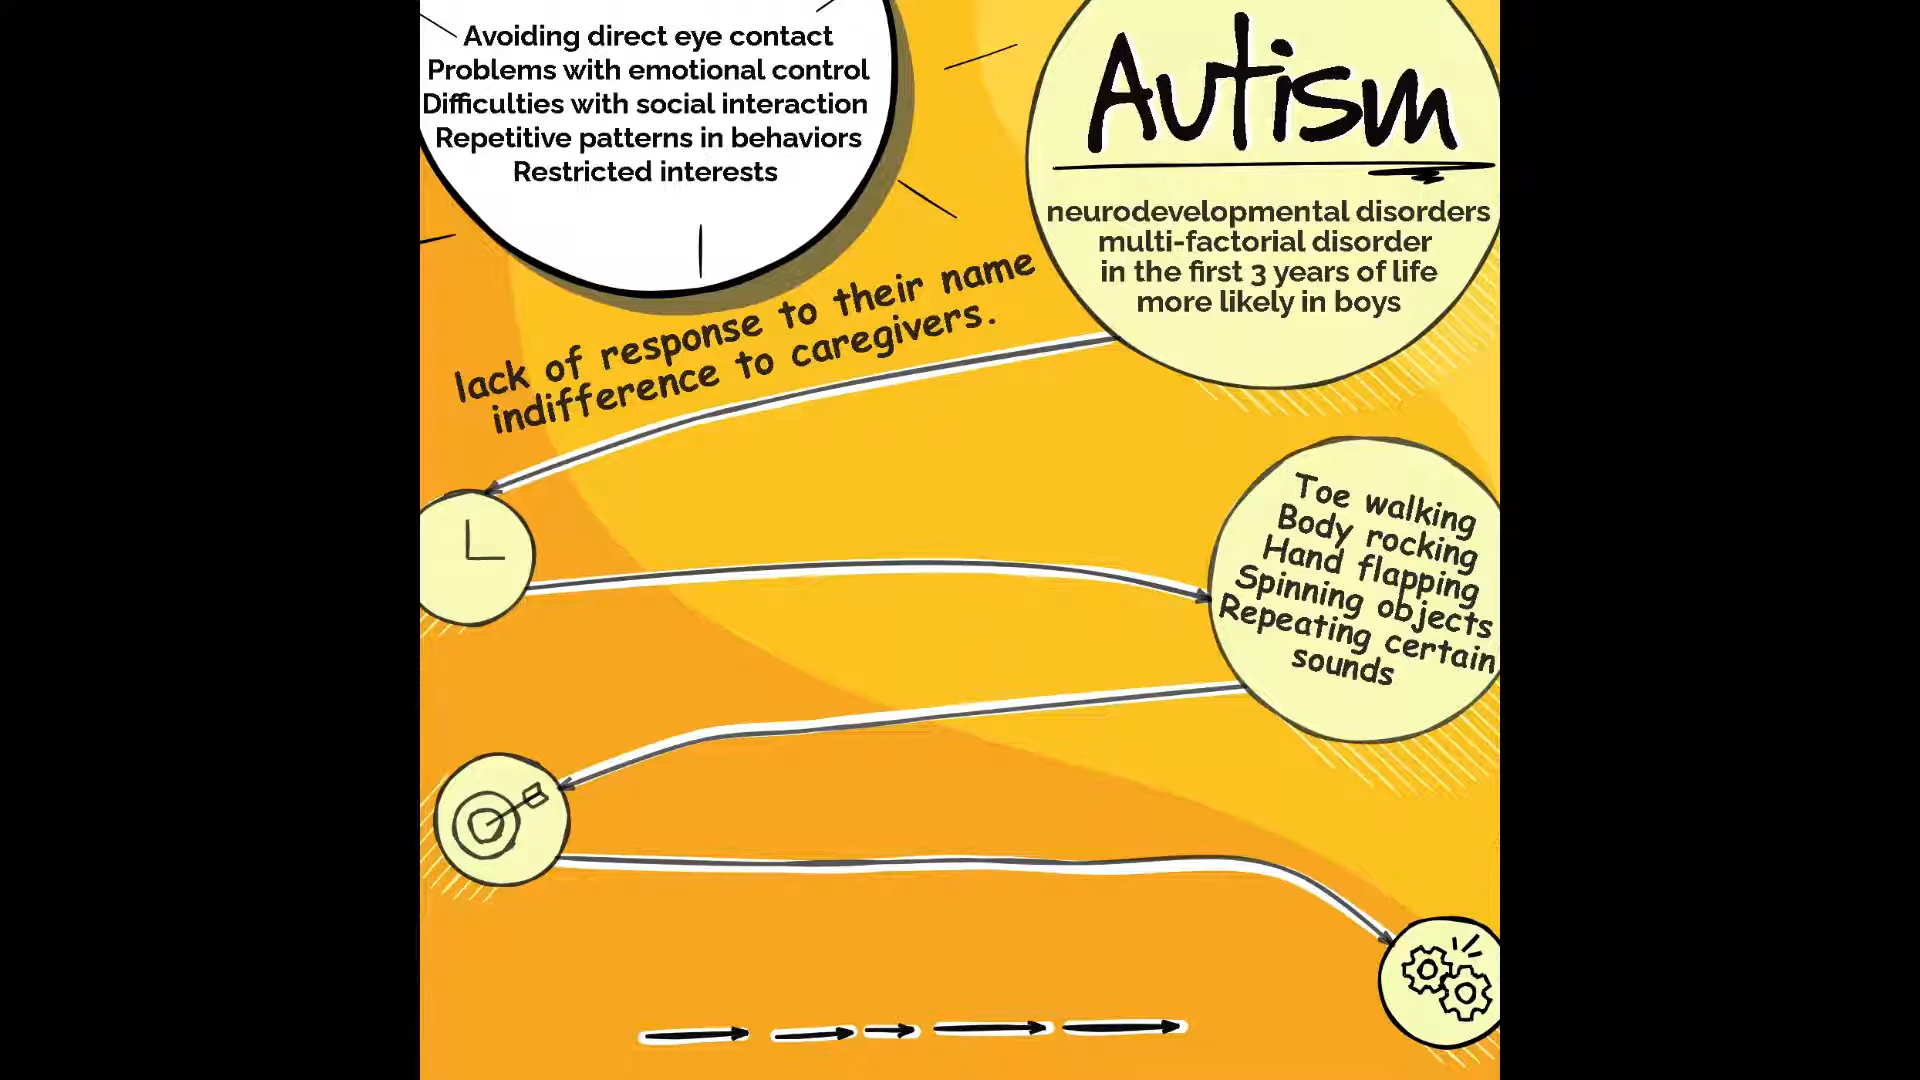 Avoiding direct eye contact
Problems with emotional control
Difficulties with social interaction
Repetitive patterns in behaviors
Restricted interests
Autism
neurodevelopmental disorders
multi-factorial disorder
in the first 3 years of life
more likely in boys
lack of response to their name
indifference to caregivers.
Toe walking
Body rocking
Hand flapping
Spinning objects
Repeating certain
sounds